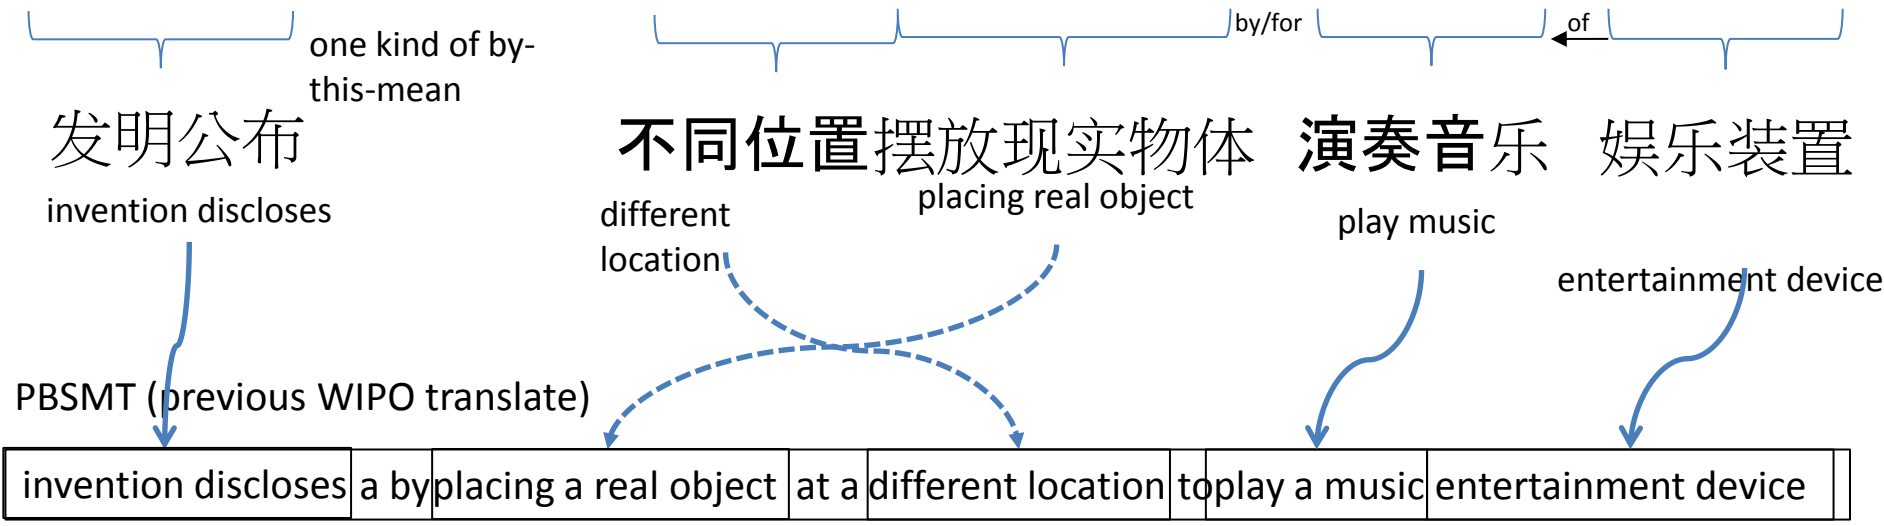 by/for
of
one kind of by-
this-mean
发明公布
不同位置摆放现实物体
演奏音乐
娱乐装置
invention discloses
different
location
placing real object
play music
entertainment device
PBSMT (previous WIPO translate)
invention discloses a by placing a real object at a different location to play a music entertainment device